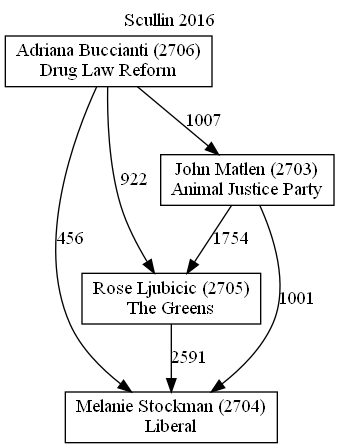 Scullin 2016
Adriana Buccianti (2706)
Drug Law Reform
1007
John Matlen (2703)
Animal Justice Party
922
456
1754
Rose Ljubicic (2705)
The Greens
1001
2591
Melanie Stockman (2704)
Liberal